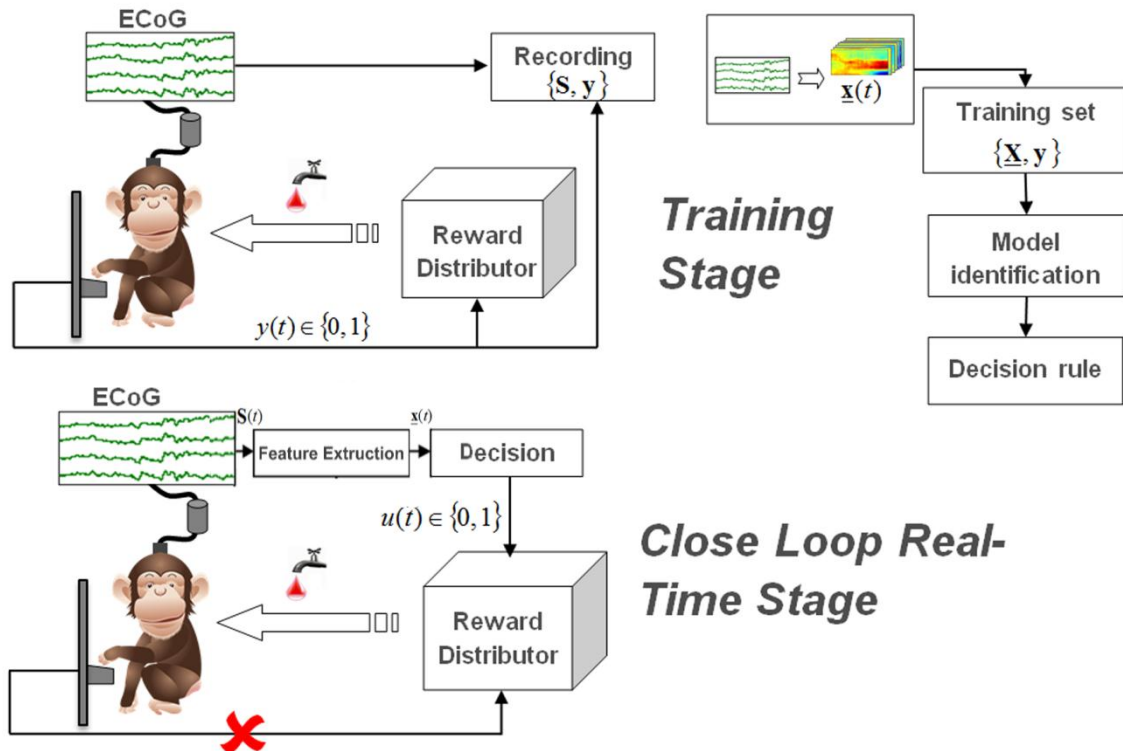 ECoG
Recording
{S, y}
x(t)
Training set
{X, y}
Model
identification
Decision rule
Reward
Distributor
y(t) ∈ {0,1}
Training
Stage
ECoG
S(t)
Feature Extraction
x(t)
Decision
u(t) ∈ {0,1}
Reward
Distributor
Close Loop Real-
Time Stage